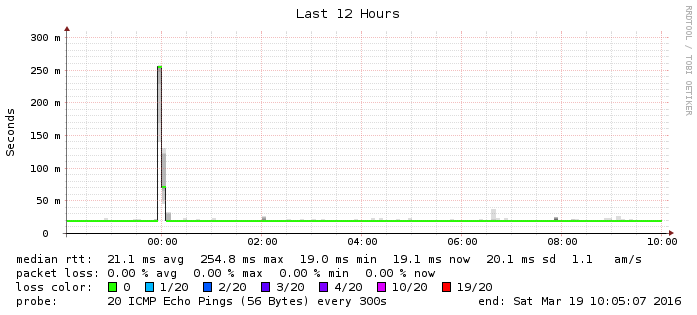 Last 12 Hours
RRDTOOL / TOBI OETIKER
Seconds
300 m
250 m
200 m
150 m
100 m
50 m
0
00:00 02:00 04:00 06:00 08:00 10:00
median rtt: 21.1 ms avg 254.8 ms max 19.0 ms min 19.1 ms now 20.1 ms sd 1.1 am/s
packet loss: 0.00 % avg 0.00 % max 0.00 % min 0.00 % now
loss color: 0 1/20 2/20 3/20 4/20 10/20 19/20
probe: 20 ICMP Echo Pings (56 Bytes) every 300s end: Sat Mar 19 10:05:07 2016